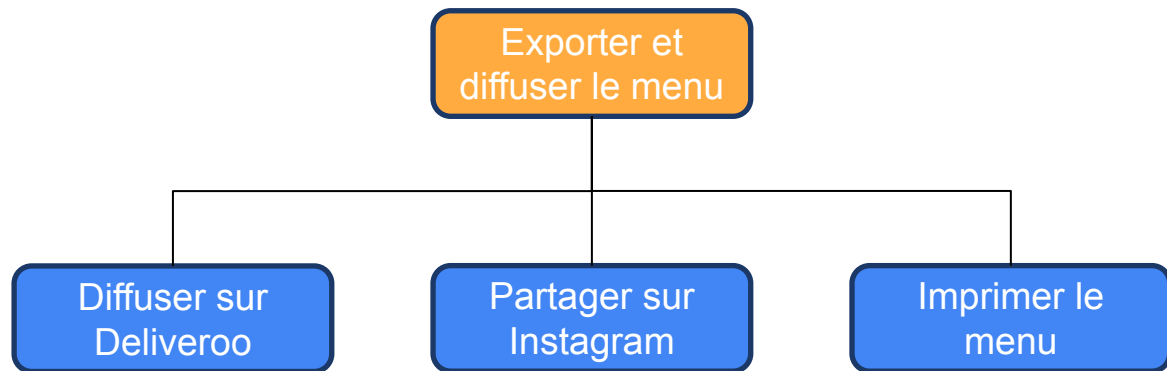 Exporter et
diffuser le menu
Diffuser sur
Deliveroo
Partager sur
Instagram
Imprimer le
menu